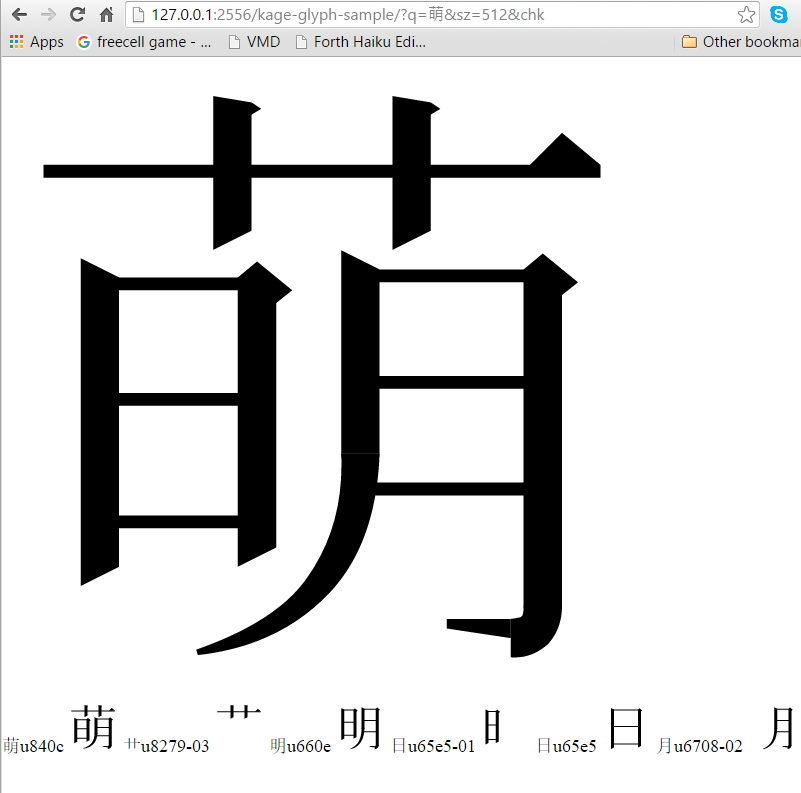 127.0.0.1:2556/kage-glyph-sample/?q=萌&sz=512&chk
Apps freecell game - ... VMD Forth Haiku Edi... Other bookma
萌
萌u840c 萌 艹u8279-03 艹 明u660e 明 日u65e5-01 日 日u65e5 日 月u6708-02 月